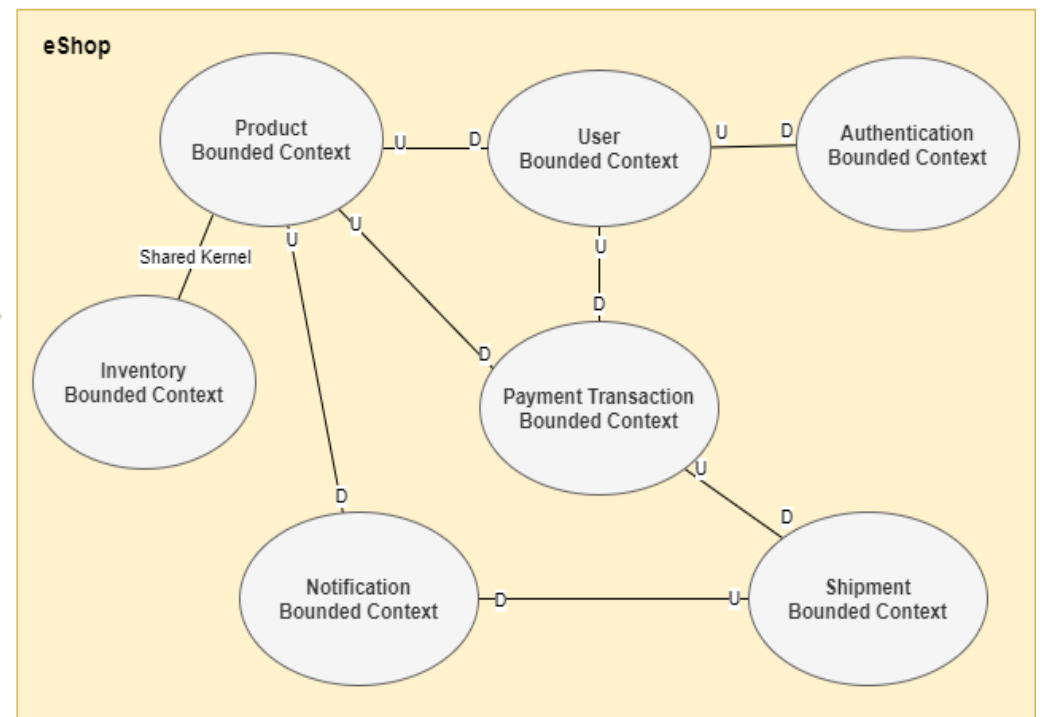 eShop
Product
Bounded Context
U
D
User
Bounded Context
U
D
Authentication
Bounded Context
U
U
U
Shared Kernel
D
D
Inventory
Bounded Context
Payment Transaction
Bounded Context
U
D
D
Notification
Bounded Context
D
U
Shipment
Bounded Context